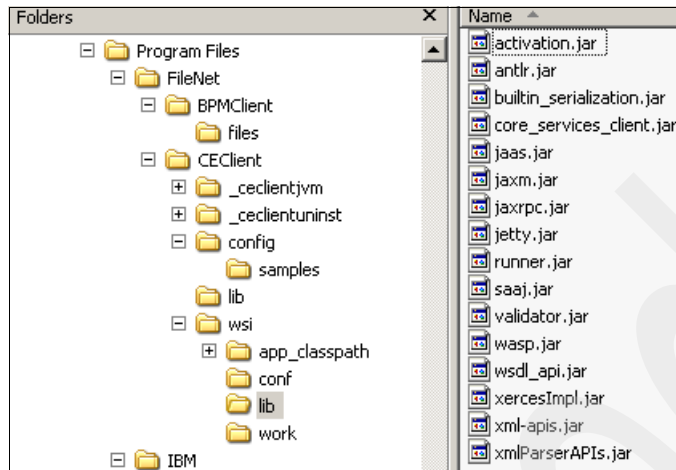 Folders
Program Files
FileNet
BPMClient
files
CEClient
_ceclientjvm
_ceclientuninst
config
samples
lib
wsi
app_classpath
conf
lib
work
IBM
Name
activation.jar
antlr.jar
builtin_serialization.jar
core_services_client.jar
jaas.jar
jaxm.jar
jaxrpc.jar
jetty.jar
runner.jar
saaj.jar
validator.jar
wasp.jar
wsdl_api.jar
xercesImpl.jar
xml-apis.jar
xmlParserAPIs.jar